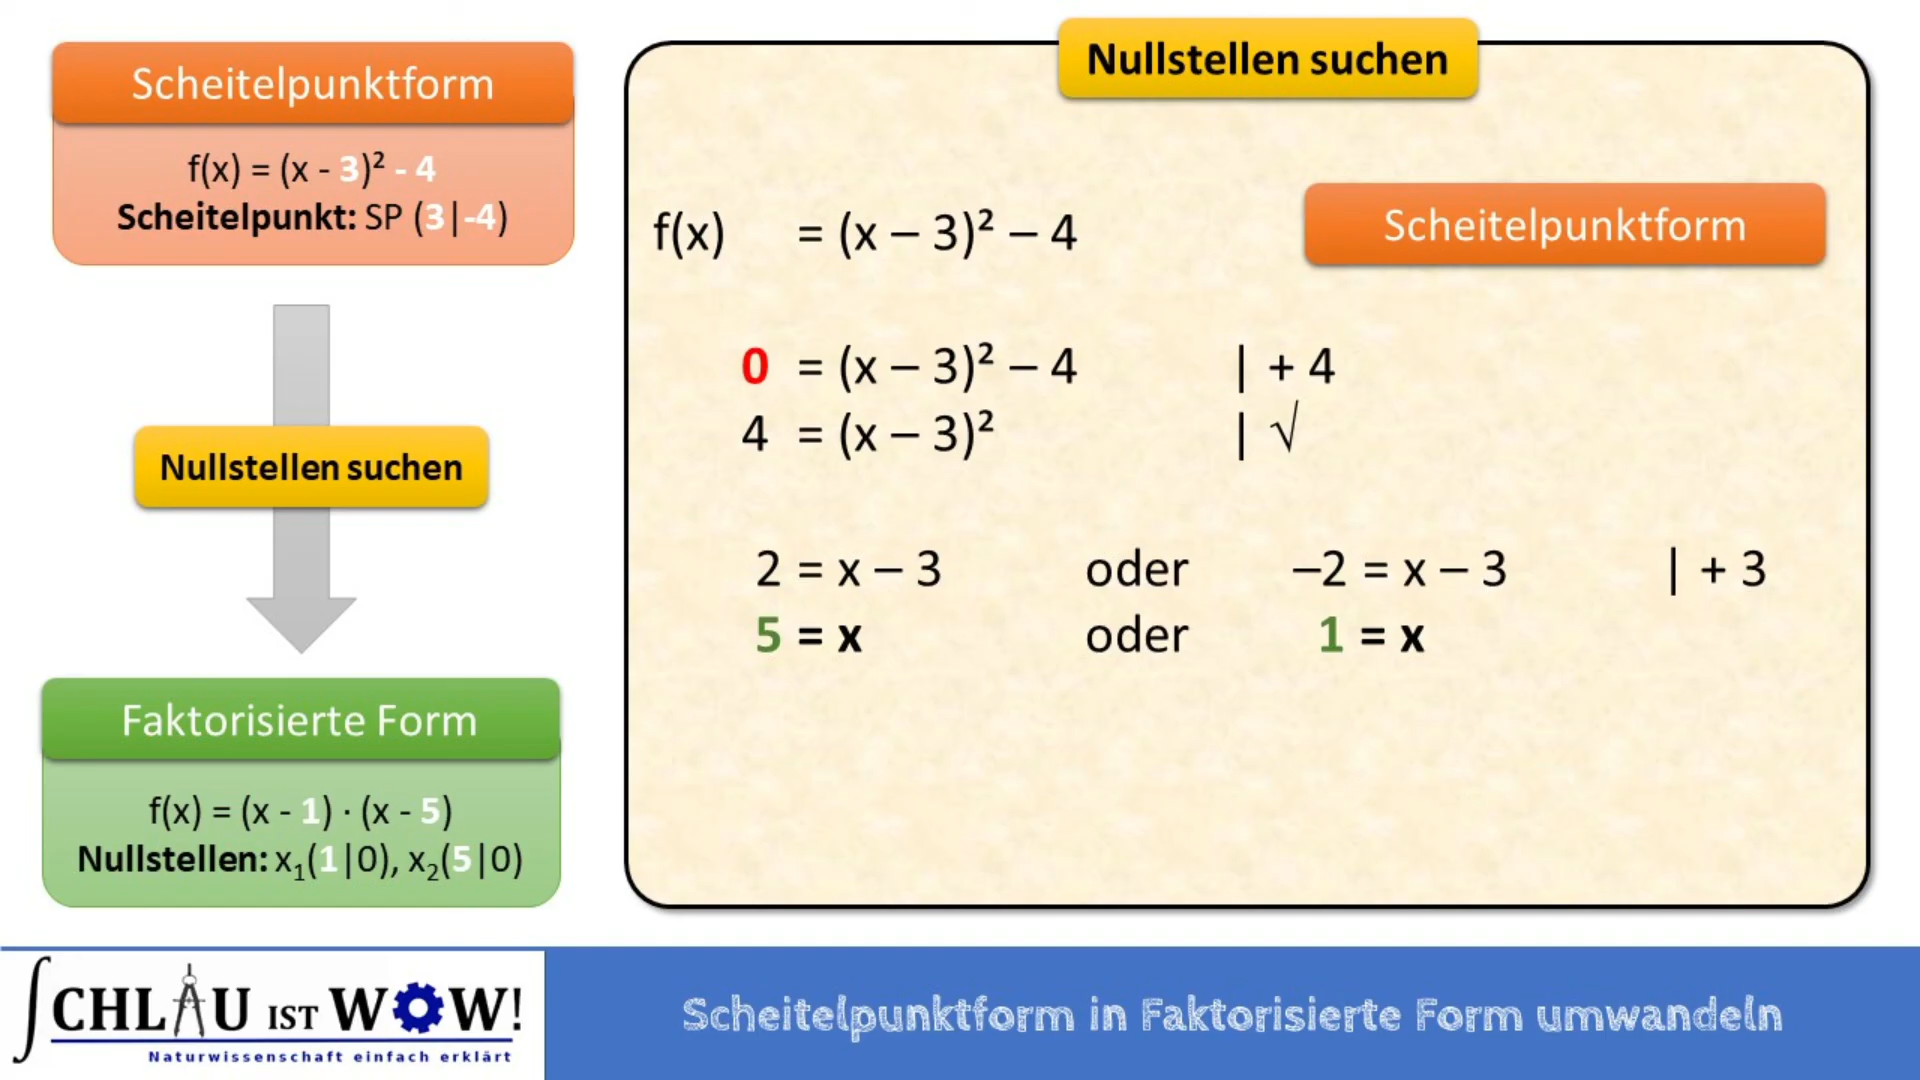 Scheitelpunktform
f(x) = (x - 3)² - 4
Scheitelpunkt: SP (3|-4)
Nullstellen suchen
Faktorisierte Form
f(x) = (x - 1) · (x - 5)
Nullstellen: x₁(1|0), x₂(5|0)
Nullstellen suchen
Scheitelpunktform
f(x) = (x – 3)² – 4
0 = (x – 3)² – 4 | + 4
4 = (x – 3)² | √
2 = x – 3 oder –2 = x – 3 | + 3
5 = x oder 1 = x
∫CHLAU IST WOW!
Naturwissenschaft einfach erklärt
Scheitelpunktform in Faktorisierte Form umwandeln